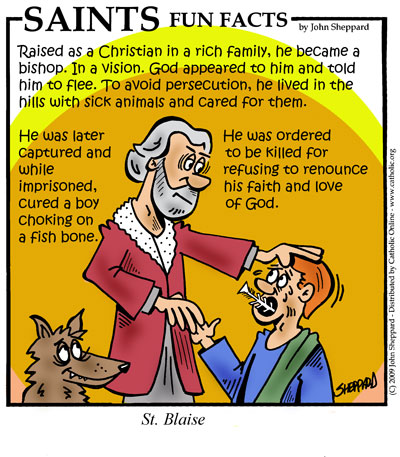 SAINTS FUN FACTS
by John Sheppard
Raised as a Christian in a rich family, he became a
bishop. In a vision. God appeared to him and told
him to flee. To avoid persecution, he lived in the
hills with sick animals and cared for them.
He was later
captured and
while
imprisoned,
cured a boy
choking on
a fish bone.
He was ordered
to be killed for
refusing to renounce
his faith and love
of God.
(C) 2009 John Sheppard - Distributed by Catholic Online - www.catholic.org
SHEPPARD
St. Blaise